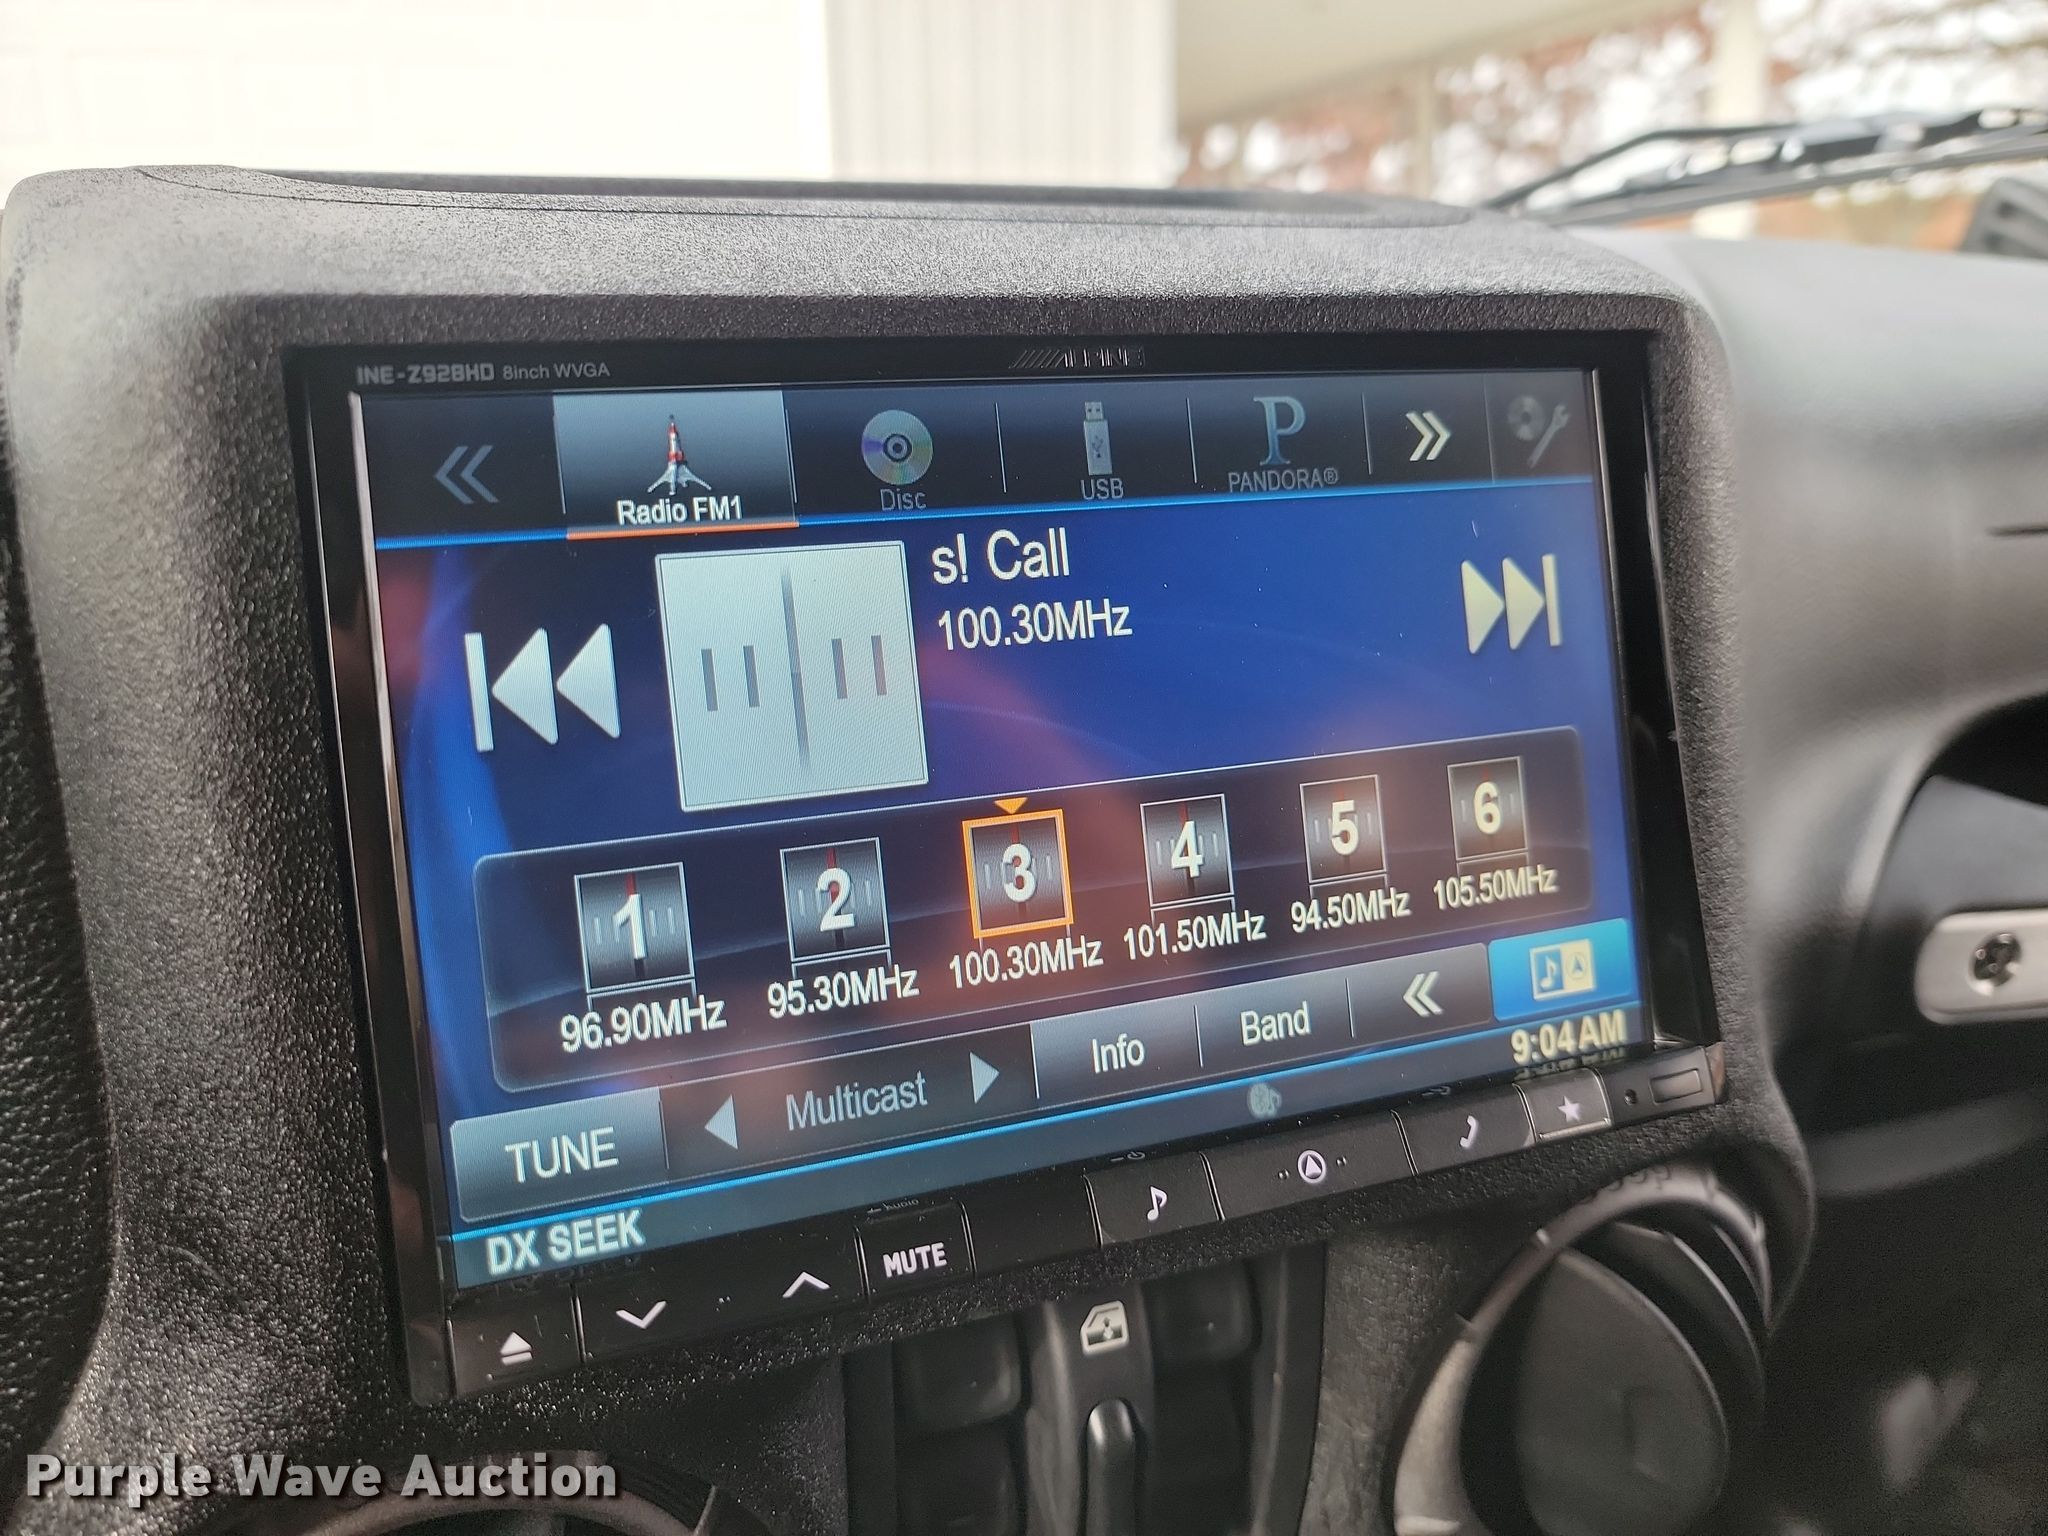 INE-Z928HD 8inch WVGA
ALPINE
Radio FM1
Disc
USB
PANDORA®
s! Call
100.30MHz
1 2 3 4 5 6
96.90MHz 95.30MHz 100.30MHz 101.50MHz 94.50MHz 105.50MHz
TUNE Multicast Info Band
9:04AM
DX SEEK
Audio
MUTE
Purple Wave Auction